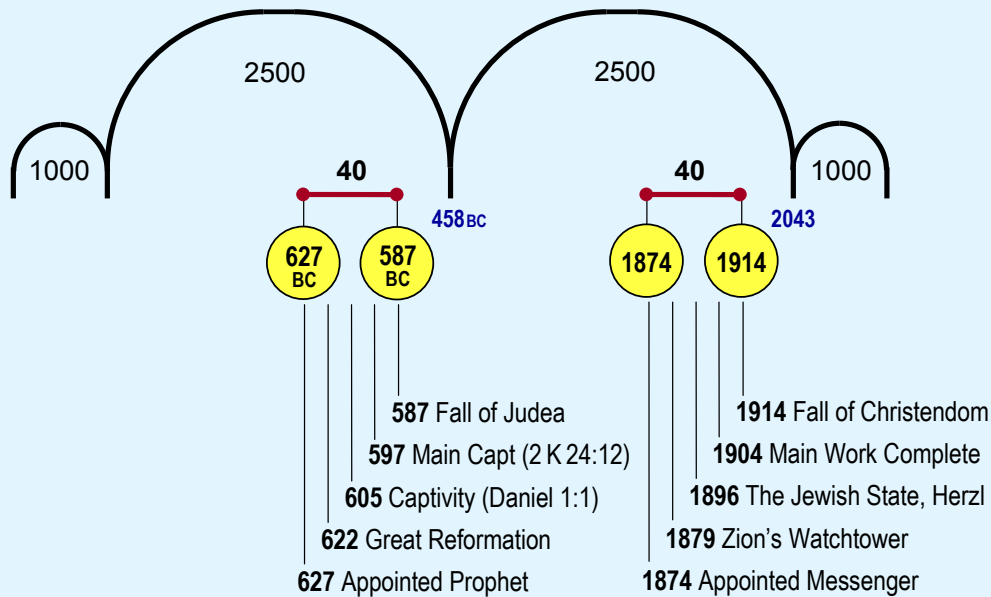 2500 2500
1000 1000
40 40
458 BC 2043
627 BC 587 BC 1874 1914
587 Fall of Judea
597 Main Capt (2 K 24:12)
605 Captivity (Daniel 1:1)
622 Great Reformation
627 Appointed Prophet
1914 Fall of Christendom
1904 Main Work Complete
1896 The Jewish State, Herzl
1879 Zion's Watchtower
1874 Appointed Messenger